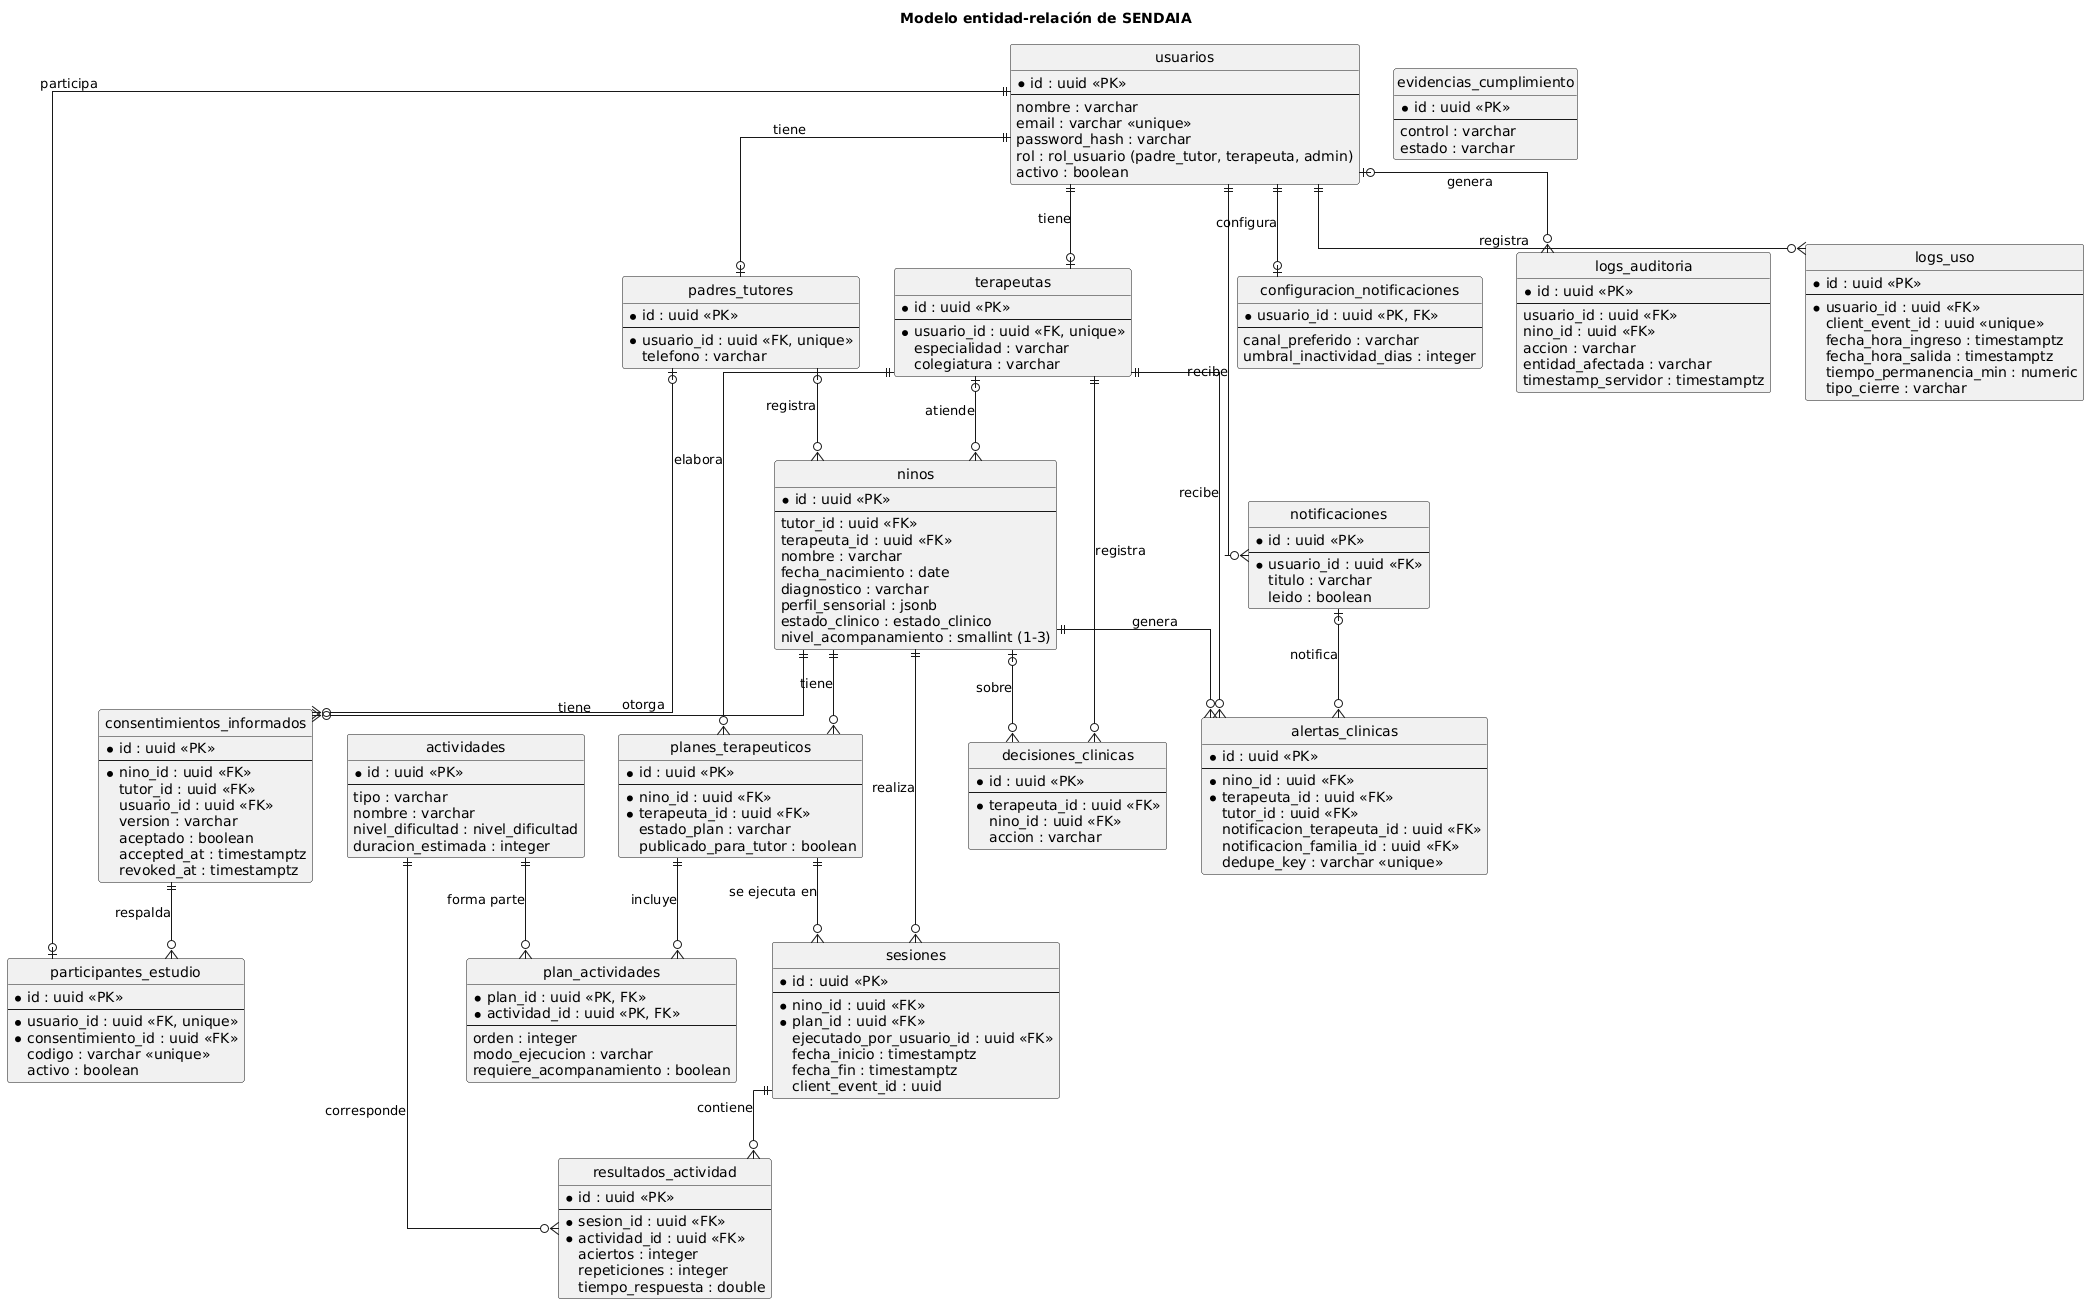 Modelo entidad-relación de SENDAIA
usuarios
id : uuid «PK»
nombre : varchar
email : varchar «unique»
password_hash : varchar
rol : rol_usuario (padre_tutor, terapeuta, admin)
activo : boolean
evidencias_cumplimiento
id : uuid «PK»
control : varchar
estado : varchar
participa
tiene
tiene
configura
genera
registra
padres_tutores
id : uuid «PK»
usuario_id : uuid «FK, unique»
telefono : varchar
terapeutas
id : uuid «PK»
usuario_id : uuid «FK, unique»
especialidad : varchar
colegiatura : varchar
configuracion_notificaciones
usuario_id : uuid «PK, FK»
canal_preferido : varchar
umbral_inactividad_dias : integer
logs_auditoria
id : uuid «PK»
usuario_id : uuid «FK»
nino_id : uuid «FK»
accion : varchar
entidad_afectada : varchar
timestamp_servidor : timestamptz
logs_uso
id : uuid «PK»
usuario_id : uuid «FK»
client_event_id : uuid «unique»
fecha_hora_ingreso : timestamptz
fecha_hora_salida : timestamptz
tiempo_permanencia_min : numeric
tipo_cierre : varchar
recibe
registra
atiende
elabora
recibe
registra
ninos
id : uuid «PK»
tutor_id : uuid «FK»
terapeuta_id : uuid «FK»
nombre : varchar
fecha_nacimiento : date
diagnostico : varchar
perfil_sensorial : jsonb
estado_clinico : estado_clinico
nivel_acompanamiento : smallint (1-3)
notificaciones
id : uuid «PK»
usuario_id : uuid «FK»
titulo : varchar
leido : boolean
genera
notifica
tiene
sobre
tiene
otorga
consentimientos_informados
id : uuid «PK»
nino_id : uuid «FK»
tutor_id : uuid «FK»
usuario_id : uuid «FK»
version : varchar
aceptado : boolean
accepted_at : timestamptz
revoked_at : timestamptz
actividades
id : uuid «PK»
tipo : varchar
nombre : varchar
nivel_dificultad : nivel_dificultad
duracion_estimada : integer
planes_terapeuticos
id : uuid «PK»
nino_id : uuid «FK»
terapeuta_id : uuid «FK»
estado_plan : varchar
publicado_para_tutor : boolean
realiza
decisiones_clinicas
id : uuid «PK»
terapeuta_id : uuid «FK»
nino_id : uuid «FK»
accion : varchar
alertas_clinicas
id : uuid «PK»
nino_id : uuid «FK»
terapeuta_id : uuid «FK»
tutor_id : uuid «FK»
notificacion_terapeuta_id : uuid «FK»
notificacion_familia_id : uuid «FK»
dedupe_key : varchar «unique»
respalda
forma parte
incluye
se ejecuta en
participantes_estudio
id : uuid «PK»
usuario_id : uuid «FK, unique»
consentimiento_id : uuid «FK»
codigo : varchar «unique»
activo : boolean
plan_actividades
plan_id : uuid «PK, FK»
actividad_id : uuid «PK, FK»
orden : integer
modo_ejecucion : varchar
requiere_acompanamiento : boolean
sesiones
id : uuid «PK»
nino_id : uuid «FK»
plan_id : uuid «FK»
ejecutado_por_usuario_id : uuid «FK»
fecha_inicio : timestamptz
fecha_fin : timestamptz
client_event_id : uuid
corresponde
contiene
resultados_actividad
id : uuid «PK»
sesion_id : uuid «FK»
actividad_id : uuid «FK»
aciertos : integer
repeticiones : integer
tiempo_respuesta : double